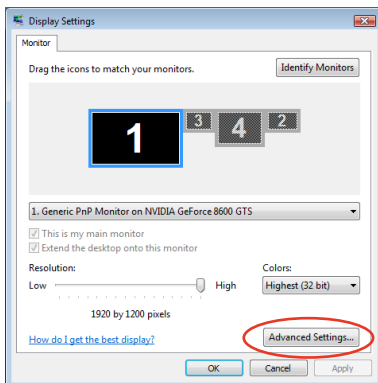 Display Settings
Monitor
Drag the icons to match your monitors.
Identify Monitors
1
3
4
2
1. Generic PnP Monitor on NVIDIA GeForce 8600 GTS
This is my main monitor
Extend the desktop onto this monitor
Resolution:
Colors:
Low
High
Highest (32 bit)
1920 by 1200 pixels
How do I get the best display?
Advanced Settings...
OK
Cancel
Apply